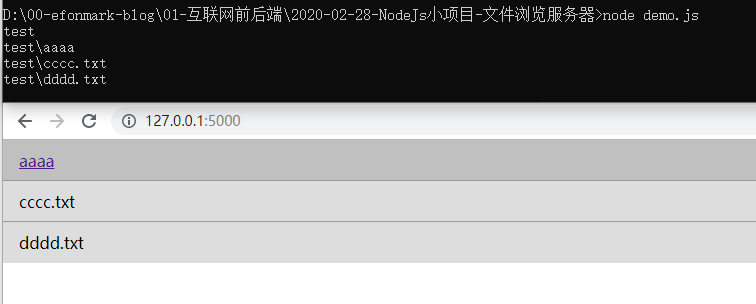 D:\00-efonmark-blog\01-互联网前后端\2020-02-28-NodeJs小项目-文件浏览服务器>node demo.js
test
test\aaaa
test\cccc.txt
test\dddd.txt
127.0.0.1:5000
aaaa
cccc.txt
dddd.txt